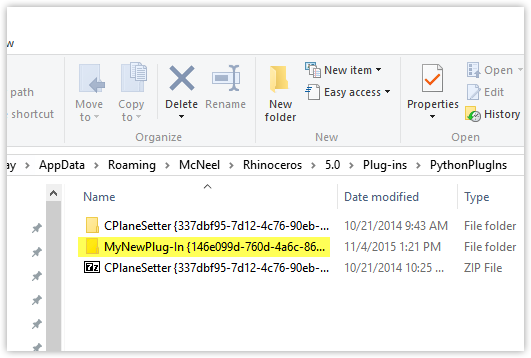 w
path
shortcut
Move to
Copy to
Delete
Rename
Organize
New folder
New item
Easy access
New
Properties
Open
Edit
History
Open
ay > AppData > Roaming > McNeel > Rhinoceros > 5.0 > Plug-ins > PythonPlugIns
Name Date modified Type
CPlaneSetter {337dbf95-7d12-4c76-90eb-... 10/21/2014 9:43 AM File folder
MyNewPlug-In {146e099d-760d-4a6c-86... 11/4/2015 1:21 PM File folder
CPlaneSetter {337dbf95-7d12-4c76-90eb-... 10/21/2014 10:25 ... ZIP File